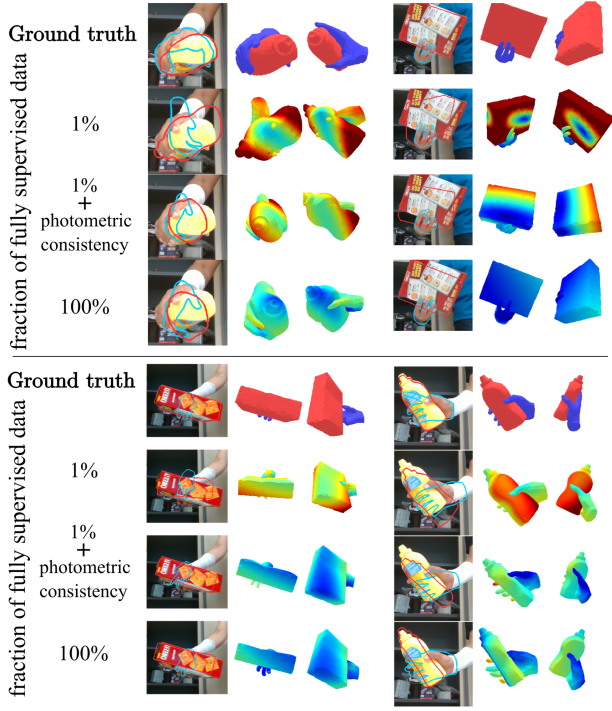 fraction of fully supervised data
Ground truth
1%
1%
+
photometric
consistency
100%
fraction of fully supervised data
Ground truth
1%
1%
+
photometric
consistency
100%